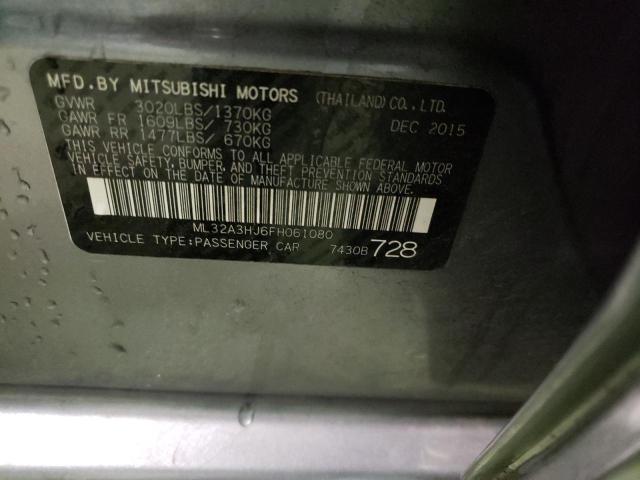 MFD.BY MITSUBISHI MOTORS (THAILAND)CO.,LTD.
GVWR 3020LBS/1370KG
GAWR FR 1609LBS/ 730KG DEC 2015
GAWR RR 1477LBS/ 670KG
THIS VEHICLE CONFORMS TO ALL APPLICABLE FEDERAL MOTOR
VEHICLE SAFETY,BUMPER,AND THEFT PREVENTION STANDARDS
IN EFFECT ON THE DATE OF MANUFACTURE SHOWN ABOVE.
ML32A3HJ6FH061080
VEHICLE TYPE:PASSENGER CAR 7430B 728